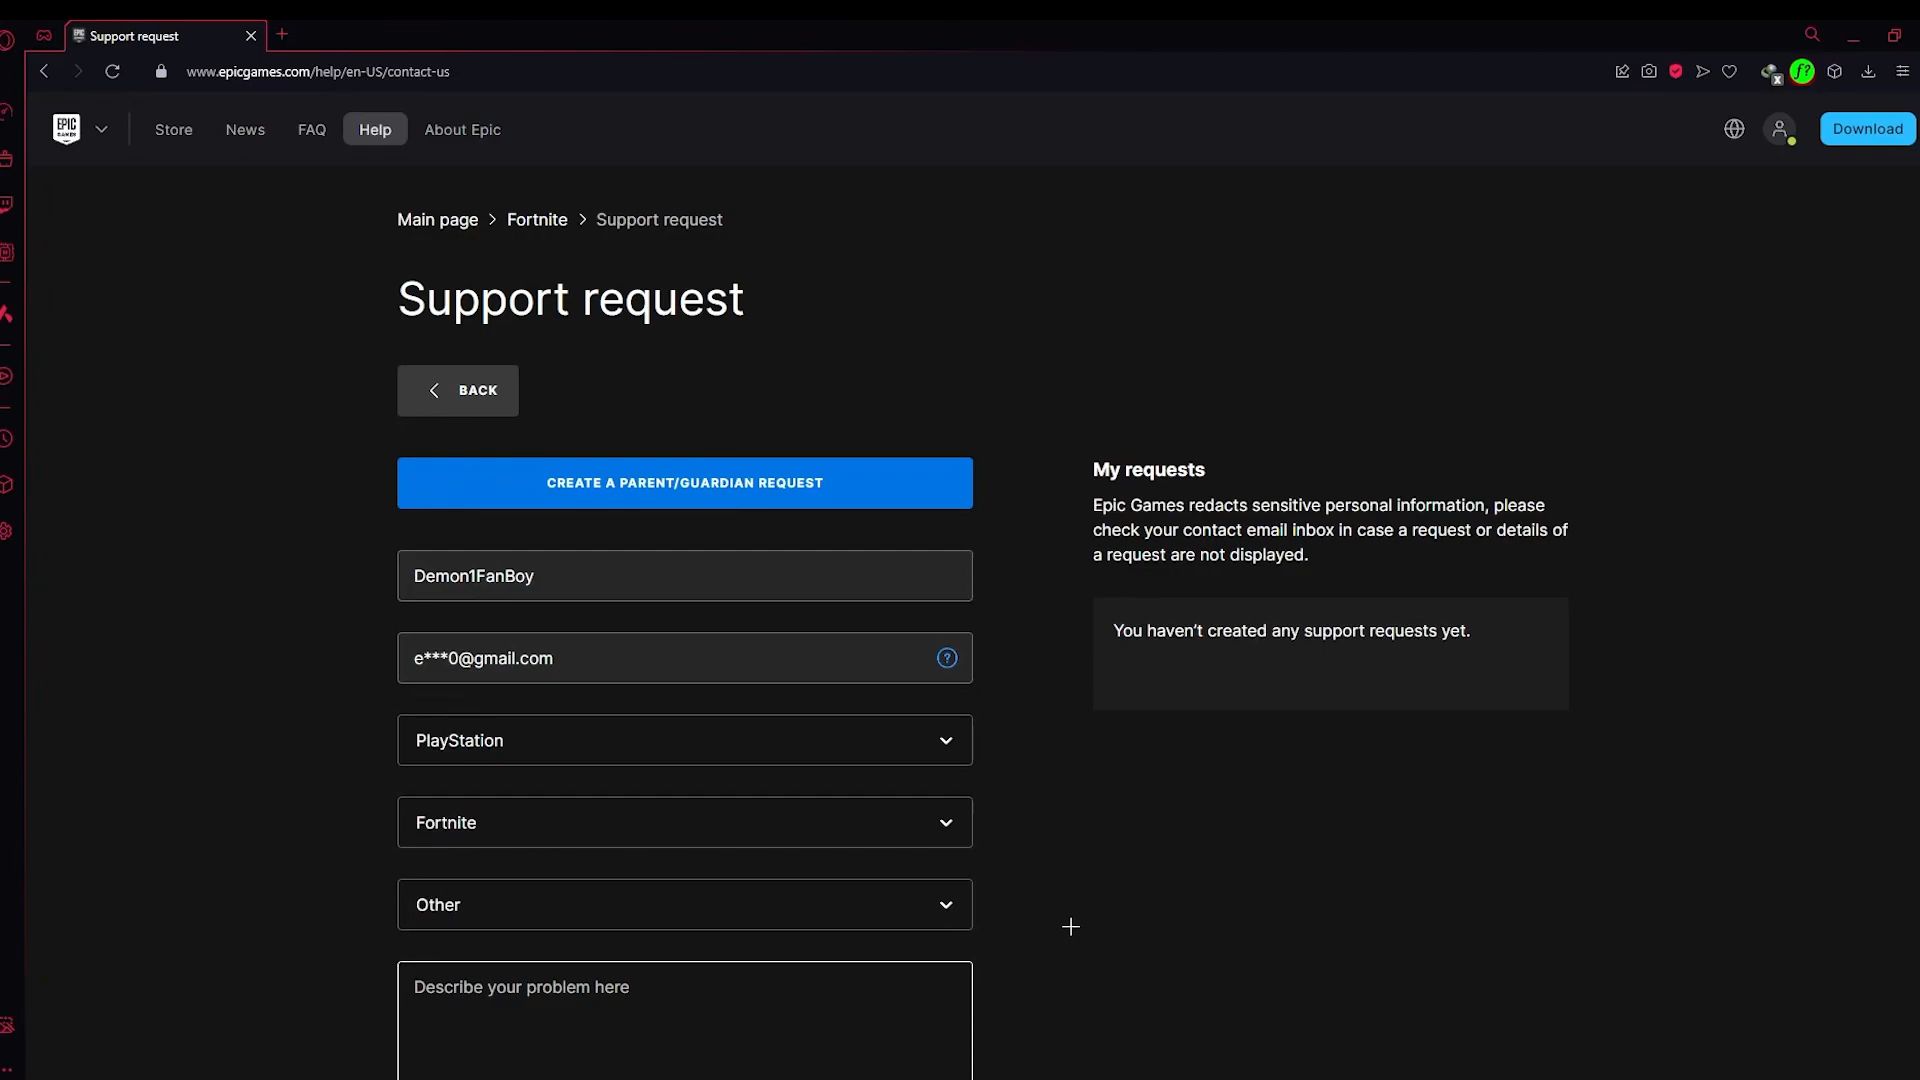 Support request
www.epicgames.com/help/en-US/contact-us
EPIC GAMES
Store
News
FAQ
Help
About Epic
Download
Main page > Fortnite > Support request
Support request
BACK
CREATE A PARENT/GUARDIAN REQUEST
Demon1FanBoy
e***0@gmail.com
PlayStation
Fortnite
Other
Describe your problem here
My requests
Epic Games redacts sensitive personal information, please
check your contact email inbox in case a request or details of
a request are not displayed.
You haven’t created any support requests yet.